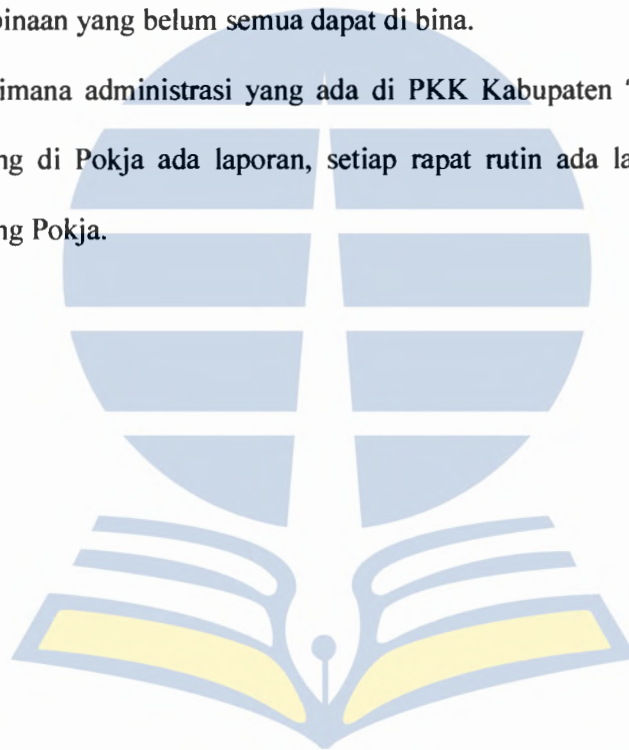 binaan yang belum semua dapat di bina.
imana administrasi yang ada di PKK Kabupaten
ng di Pokja ada laporan, setiap rapat rutin ada la
ng Pokja.